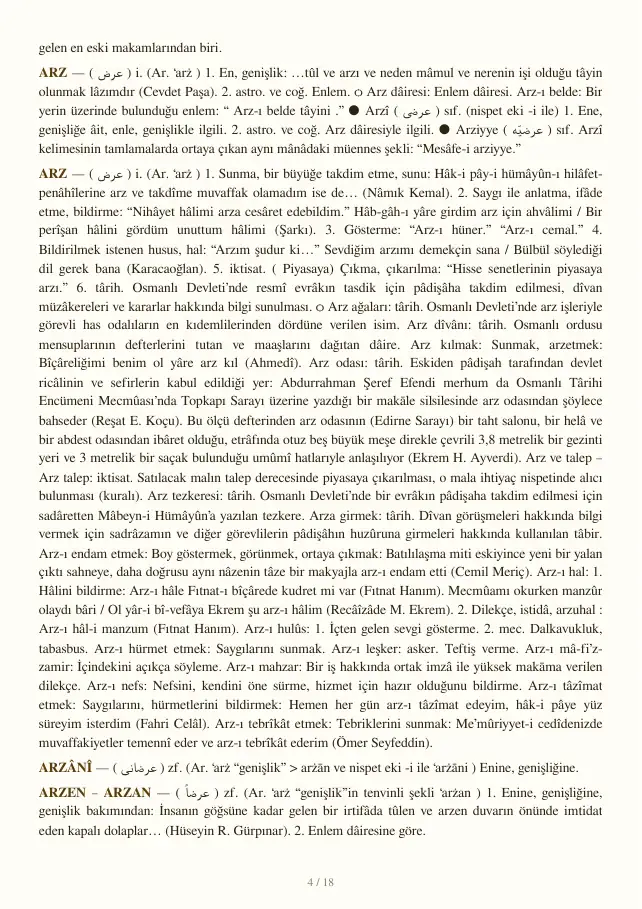 gelen en eski makamlarından biri.
ARZ — ( عرض ) i. (Ar. ‘arż ) 1. En, genişlik: …tûl ve arzı ve neden mâmul ve nerenin işi olduğu tâyin
olunmak lâzımdır (Cevdet Paşa). 2. astro. ve coğ. Enlem. ○ Arz dâiresi: Enlem dâiresi. Arz-ı belde: Bir
yerin üzerinde bulunduğu enlem: “ Arz-ı belde tâyini .” ● Arzî ( عرضى ) sıf. (nispet eki -i ile) 1. Ene,
genişliğe âit, enle, genişlikle ilgili. 2. astro. ve coğ. Arz dâiresiyle ilgili. ● Arziyye ( عرضيّه ) sıf. Arzî
kelimesinin tamlamalarda ortaya çıkan aynı mânâdaki müennes şekli: “Mesâfe-i arziyye.”
ARZ — ( عرض ) i. (Ar. ‘arż ) 1. Sunma, bir büyüğe takdim etme, sunu: Hâk-i pây-i hümâyûn-ı hilâfet-
penâhîlerine arz ve takdîme muvaffak olamadım ise de… (Nâmık Kemal). 2. Saygı ile anlatma, ifâde
etme, bildirme: “Nihâyet hâlimi arza cesâret edebildim.” Hâb-gâh-ı yâre girdim arz için ahvâlimi / Bir
perîşan hâlini gördüm unuttum hâlimi (Şarkı). 3. Gösterme: “Arz-ı hüner.” “Arz-ı cemal.” 4.
Bildirilmek istenen husus, hal: “Arzım şudur ki…” Sevdiğim arzımı demekçin sana / Bülbül söylediği
dil gerek bana (Karacaoğlan). 5. iktisat. ( Piyasaya) Çıkma, çıkarılma: “Hisse senetlerinin piyasaya
arzı.” 6. târih. Osmanlı Devleti’nde resmî evrâkın tasdik için pâdişâha takdim edilmesi, dîvan
müzâkereleri ve kararlar hakkında bilgi sunulması. ○ Arz ağaları: târih. Osmanlı Devleti’nde arz işleriyle
görevli has odalıların en kıdemlilerinden dördüne verilen isim. Arz dîvânı: târih. Osmanlı ordusu
mensuplarının defterlerini tutan ve maaşlarını dağıtan dâire. Arz kılmak: Sunmak, arzetmek:
Bîçâreliğimi benim ol yâre arz kıl (Ahmedî). Arz odası: târih. Eskiden pâdişah tarafından devlet
ricâlinin ve sefirlerin kabul edildiği yer: Abdurrahman Şeref Efendi merhum da Osmanlı Târihi
Encümeni Mecmûası’nda Topkapı Sarayı üzerine yazdığı bir makāle silsilesinde arz odasından şöylece
bahseder (Reşat E. Koçu). Bu ölçü defterinden arz odasının (Edirne Sarayı) bir taht salonu, bir helâ ve
bir abdest odasından ibâret olduğu, etrâfında otuz beş büyük meşe direkle çevrili 3,8 metrelik bir gezinti
yeri ve 3 metrelik bir saçak bulunduğu umûmî hatlarıyle anlaşılıyor (Ekrem H. Ayverdi). Arz ve talep –
Arz talep: iktisat. Satılacak malın talep derecesinde piyasaya çıkarılması, o mala ihtiyaç nispetinde alıcı
bulunması (kuralı). Arz tezkeresi: târih. Osmanlı Devleti’nde bir evrâkın pâdişaha takdim edilmesi için
sadâretten Mâbeyn-i Hümâyûn’a yazılan tezkere. Arza girmek: târih. Dîvan görüşmeleri hakkında bilgi
vermek için sadrâzamın ve diğer görevlilerin pâdişâhın huzûruna girmeleri hakkında kullanılan tâbir.
Arz-ı endam etmek: Boy göstermek, görünmek, ortaya çıkmak: Batılılaşma miti eskiyince yeni bir yalan
çıktı sahneye, daha doğrusu aynı nâzenin tâze bir makyajla arz-ı endam etti (Cemil Meriç). Arz-ı hal: 1.
Hâlini bildirme: Arz-ı hâle Fıtnat-ı bîçârede kudret mi var (Fıtnat Hanım). Mecmûamı okurken manzûr
olaydı bâri / Ol yâr-i bî-vefâya Ekrem şu arz-ı hâlim (Recâîzâde M. Ekrem). 2. Dilekçe, istidâ, arzuhal :
Arz-ı hâl-i manzum (Fıtnat Hanım). Arz-ı hulûs: 1. İçten gelen sevgi gösterme. 2. mec. Dalkavukluk,
tabasbus. Arz-ı hürmet etmek: Saygılarını sunmak. Arz-ı leşker: asker. Teftiş verme. Arz-ı mâ-fi’z-
zamir: İçindekini açıkça söyleme. Arz-ı mahzar: Bir iş hakkında ortak imzâ ile yüksek makāma verilen
dilekçe. Arz-ı nefs: Nefsini, kendini öne sürme, hizmet için hazır olduğunu bildirme. Arz-ı tâzîmat
etmek: Saygılarını, hürmetlerini bildirmek: Hemen her gün arz-ı tâzîmat edeyim, hâk-i pâye yüz
süreyim isterdim (Fahri Celâl). Arz-ı tebrîkât etmek: Tebriklerini sunmak: Me’mûriyyet-i cedîdenizde
muvaffakiyetler temennî eder ve arz-ı tebrîkât ederim (Ömer Seyfeddin).
ARZÂNÎ — ( عرضانى ) zf. (Ar. ‘arż “genişlik” > arżān ve nispet eki -i ile ‘arżāni ) Enine, genişliğine.
ARZEN – ARZAN — ( عرضاً ) zf. (Ar. ‘arż “genişlik”in tenvinli şekli ‘arżan ) 1. Enine, genişliğine,
genişlik bakımından: İnsanın göğsüne kadar gelen bir irtifâda tûlen ve arzen duvarın önünde imtidat
eden kapalı dolaplar… (Hüseyin R. Gürpınar). 2. Enlem dâiresine göre.
4 / 18